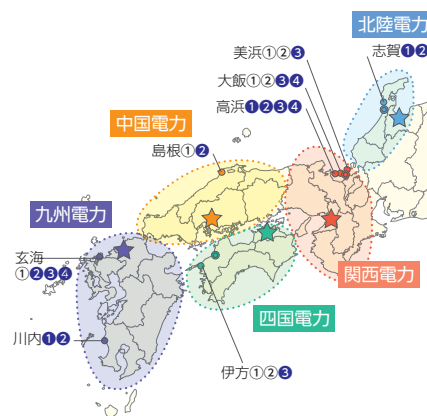 北陸電力
志賀❶❷
美浜①②❸
大飯①②❸❹
高浜❶❷❸❹
中国電力
島根①❷
九州電力
玄海
①❷❸❹
関西電力
四国電力
川内❶❷
伊方①②❸